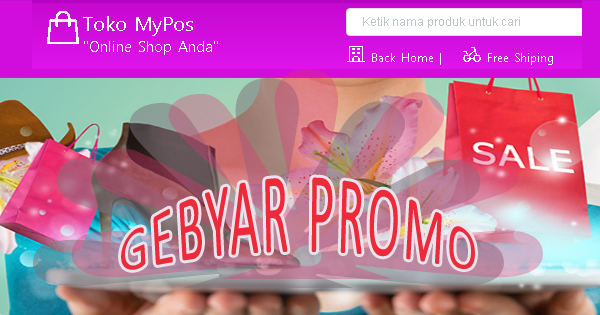 Toko MyPos
"Online Shop Anda"
Ketik nama produk untuk cari
Back Home |
Free Shiping
SALE
GEBYAR PROMO